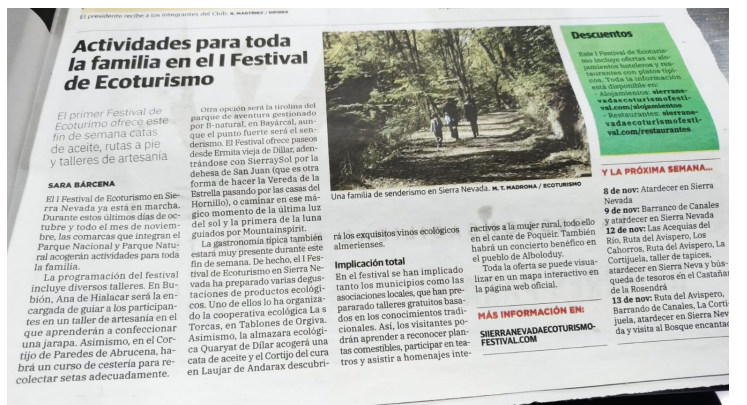 El presidente recibe a los integrantes del Club. R. MARTÍNEZ / INFORA
Actividades para toda
la familia en el I Festival
de Ecoturismo
El primer Festival de
Ecoturimo ofrece este
fin de semana catas
de aceite, rutas a pie
y talleres de artesanía
SARA BÁRCENA
El I Festival de Ecoturismo en Sie-
rra Nevada ya está en marcha.
Durante estos últimos días de oc-
tubre y todo el mes de noviem-
bre, las comarcas que integran el
Parque Nacional y Parque Natu-
ral acogerán actividades para toda
la familia.
La programación del festival
incluye diversos talleres. En Bu-
bión, Ana de Hialacar será la en-
cargada de guiar a los participan-
tes en un taller de artesanía en el
que aprenderán a confeccionar
una jarapa. Asimismo, en el Cor-
tijo de Paredes de Abrucena, ha-
brá un curso de cestería para re-
colectar setas adecuadamente.
Otra opción será la tirolina del
parque de aventura gestionado
por B-natural, en Bayárcal, aun-
que el punto fuerte será el sen-
derismo. El Festival ofrece paseos
desde Ermita vieja de Dílar, aden-
trándose con SierraySol por la
dehesa de San Juan (que es otra
forma de hacer la Vereda de la
Estrella pasando por las casas del
Hornillo), o caminar en ese má-
gico momento de la última luz
del sol y la primera de la luna
guiados por Mountainspirit.
La gastronomía típica también
estará muy presente durante este
fin de semana. De hecho, el I Fes-
tival de Ecoturismo en Sierra Ne-
vada ha preparado varias degus-
taciones de productos ecológi-
cos. Uno de ellos lo ha organiza-
do la cooperativa ecológica La s
Torcas, en Tablones de Orgiva.
Asimismo, la almazara ecológi-
ca Quaryat de Dílar acogerá una
cata de aceite y el Cortijo del cura
en Laujar de Andarax descubri-
Una familia de senderismo en Sierra Nevada. M. T. MADRONA / ECOTURISMO
rá los exquisitos vinos ecológicos
almerienses.
Implicación total
En el festival se han implicado
tanto los municipios como las
asociaciones locales, que han pre-
parado talleres gratuitos basa-
dos en los conocimientos tradi-
cionales. Así, los visitantes po-
drán aprender a reconocer plan-
tas comestibles, participar en tea-
tros y asistir a homenajes inte-
ractivos a la mujer rural, todo ello
en el cante de Poqueir. También
habrá un concierto benéfico en
el pueblo de Alboloduy.
Toda la oferta se puede visua-
lizar en un mapa interactivo en
la página web oficial.
MÁS INFORMACIÓN EN:
SIIERRANEVADAECOTURISMO-
FESTIVAL.COM
Descuentos
Este I Festival de Ecoturis-
mo incluye ofertas en alo-
jamientos hoteleros y res-
taurantes con platos típi-
cos. Toda la información
está disponible en:
- Alojamientos: sierrane-
vadaecoturismofesti-
val.com/alojamientos
- Restaurantes: sierrane-
vadaecoturismofesti-
val.com/restaurantes
Y LA PRÓXIMA SEMANA...
8 de nov: Atardecer en Sierra
Nevada
9 de nov: Barranco de Canales
y atardecer en Sierra Nevada
12 de nov: Las Acequias del
Río, Ruta del Avispero, Los
Cahorros, Ruta del Avispero, La
Cortijuela, taller de tapices,
atardecer en Sierra Neva y bús-
queda de tesoros en el Castañar
de la Rosendrá
13 de nov: Ruta del Avispero,
Barrando de Canales, La Corti-
juela, atardecer en Sierra Neva-
da y visita al Bosque encantado